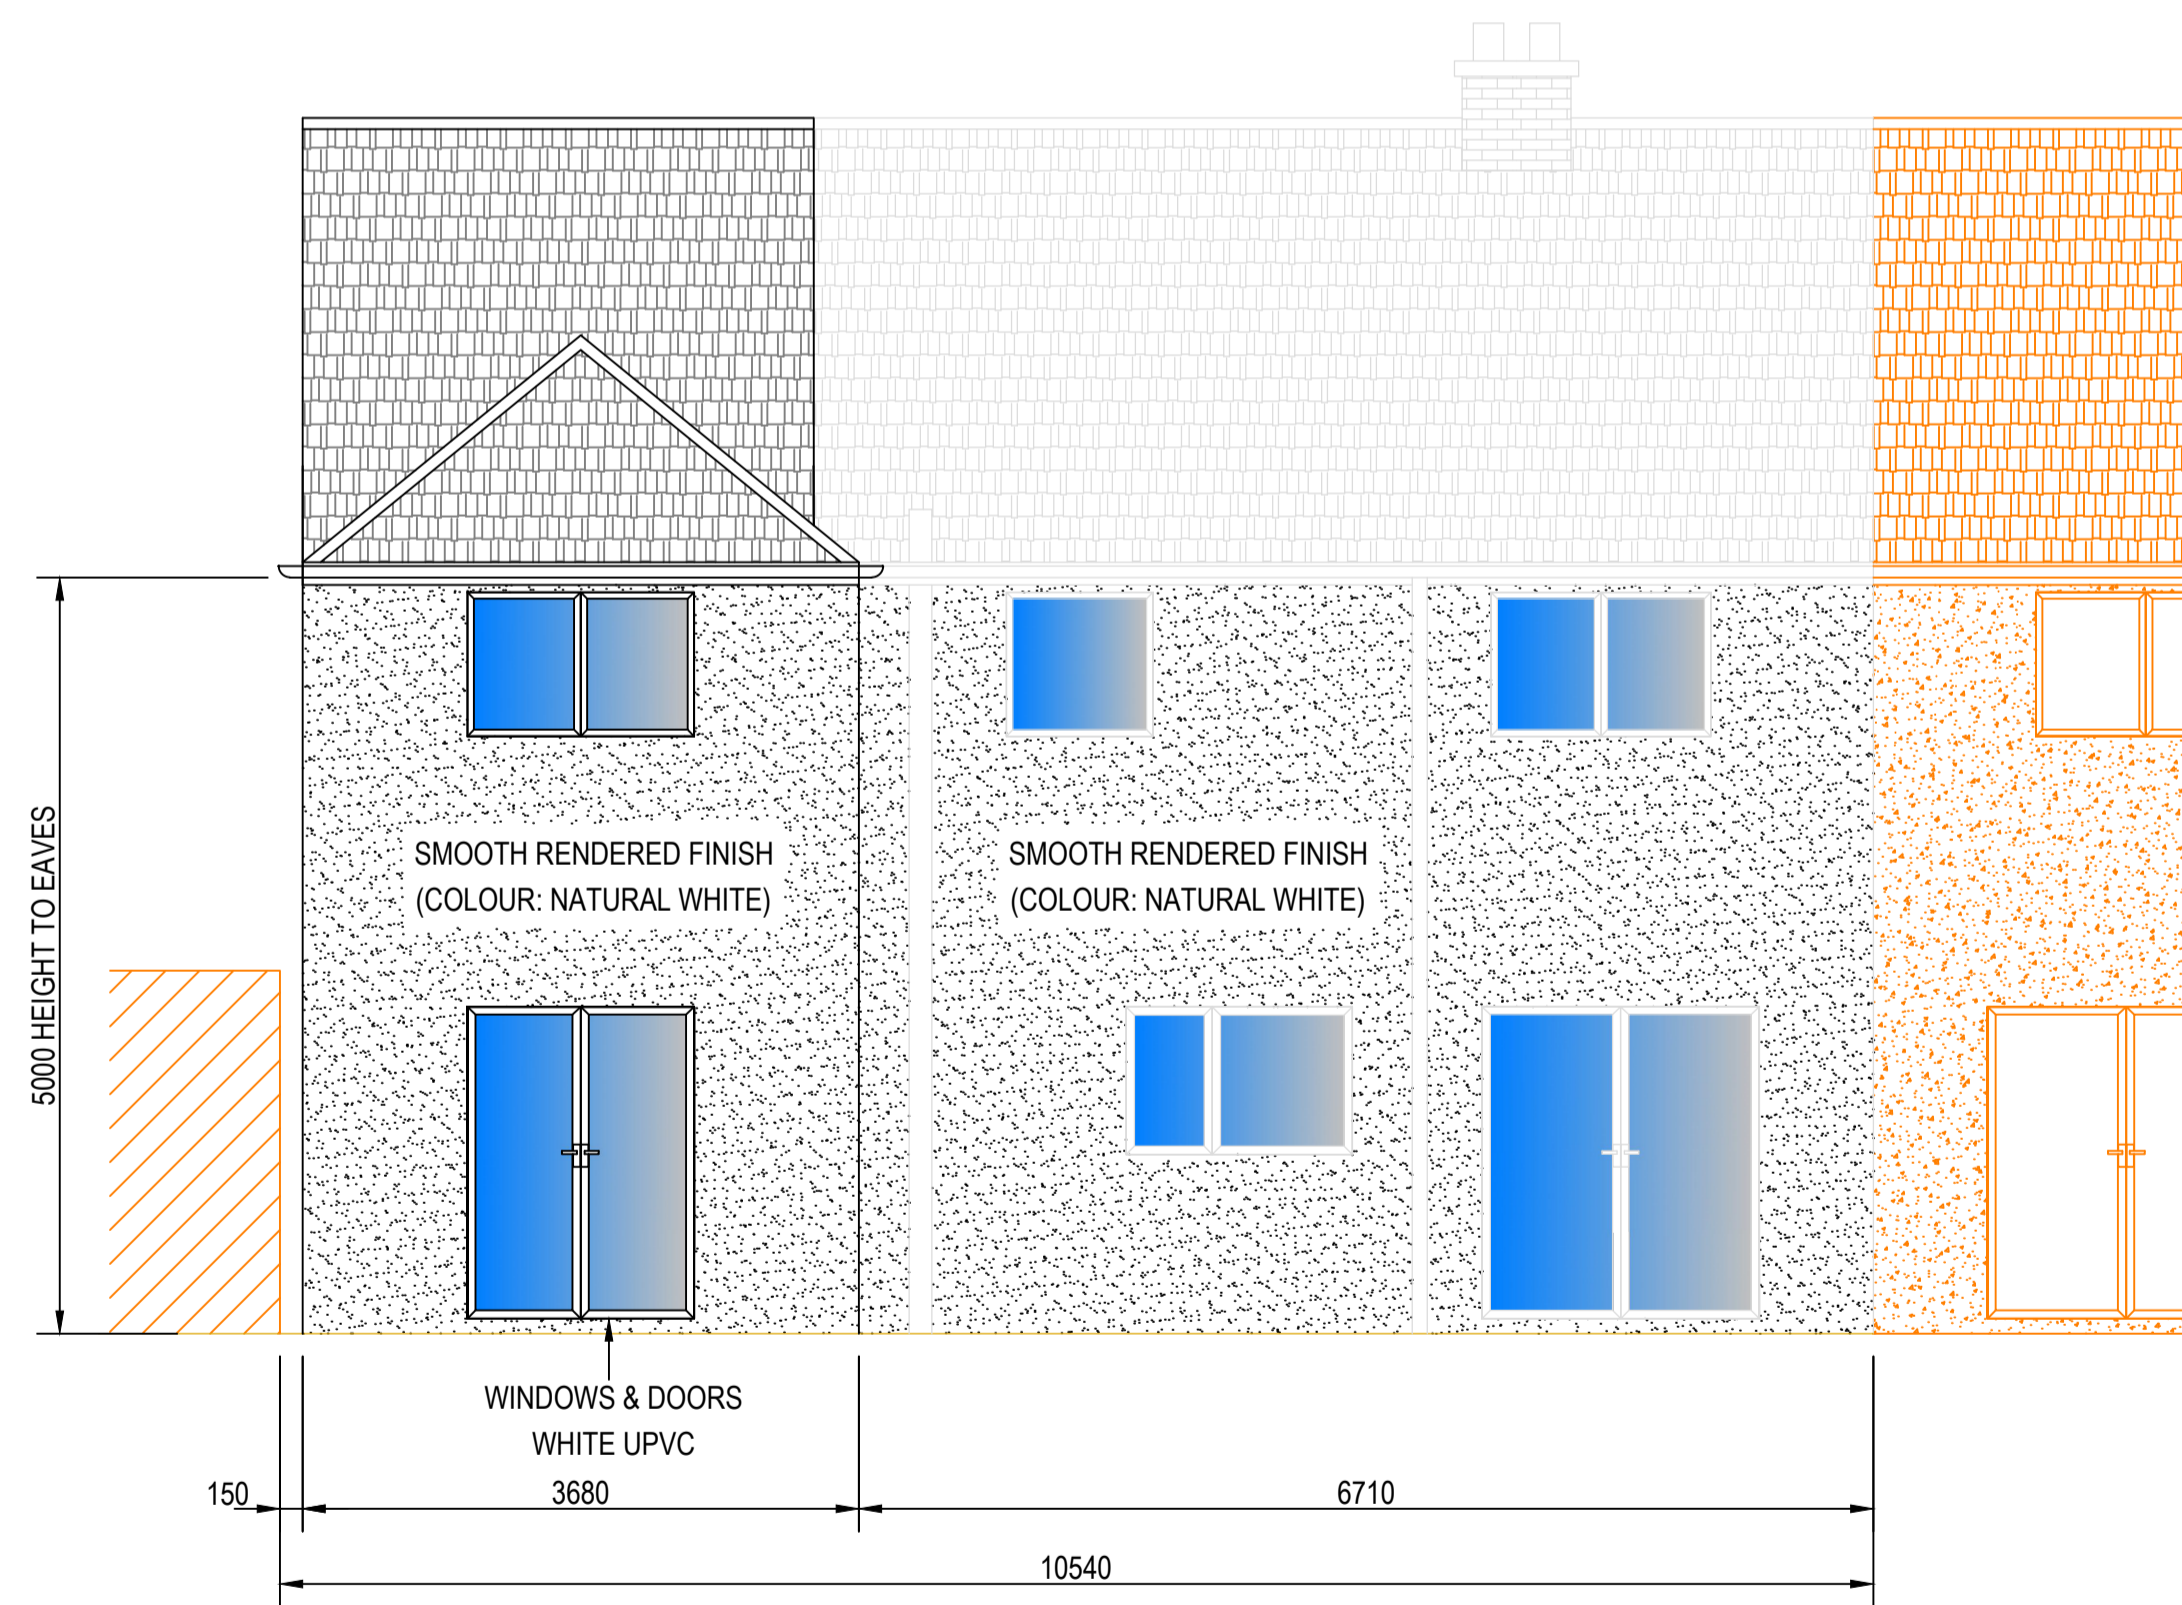 5000 HEIGHT TO EAVES
SMOOTH RENDERED FINISH
(COLOUR: NATURAL WHITE)
SMOOTH RENDERED FINISH
(COLOUR: NATURAL WHITE)
WINDOWS & DOORS
WHITE UPVC
150
3680
6710
10540